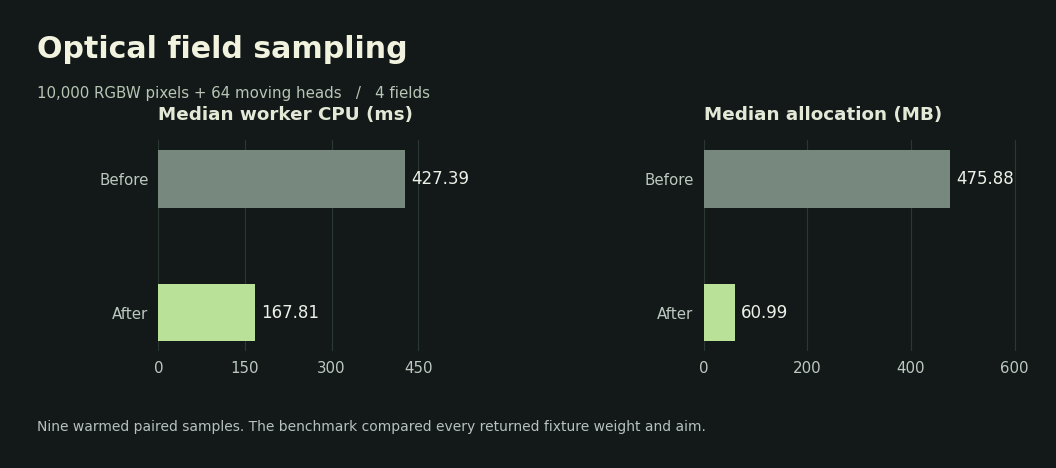 Optical field sampling
10,000 RGBW pixels + 64 moving heads / 4 fields
Median worker CPU (ms)
Before
427.39
After
167.81
0 150 300 450
Median allocation (MB)
Before
475.88
After
60.99
0 200 400 600
Nine warmed paired samples. The benchmark compared every returned fixture weight and aim.